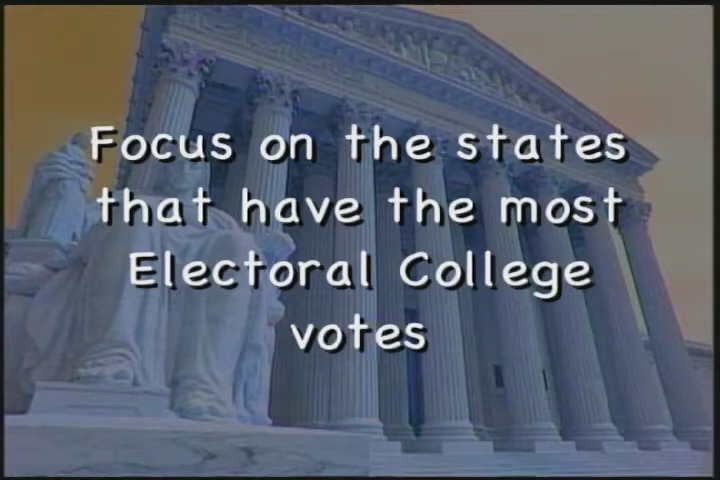 Focus on the states
that have the most
Electoral College
votes